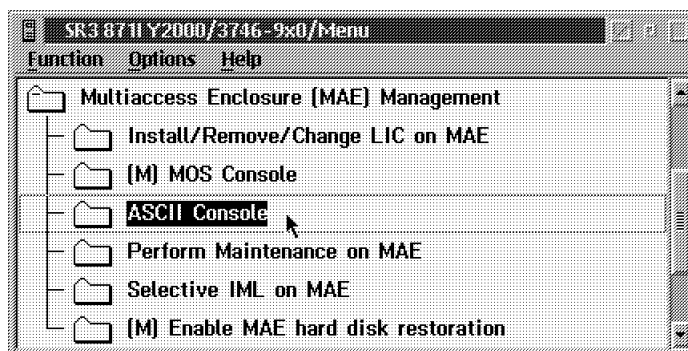 SR3 8711 Y2000/3746-9x0/Menu
Function Options Help
Multiaccess Enclosure (MAE) Management
Install/Remove/Change LIC on MAE
(M) MOS Console
ASCII Console
Perform Maintenance on MAE
Selective IML on MAE
(M) Enable MAE hard disk restoration